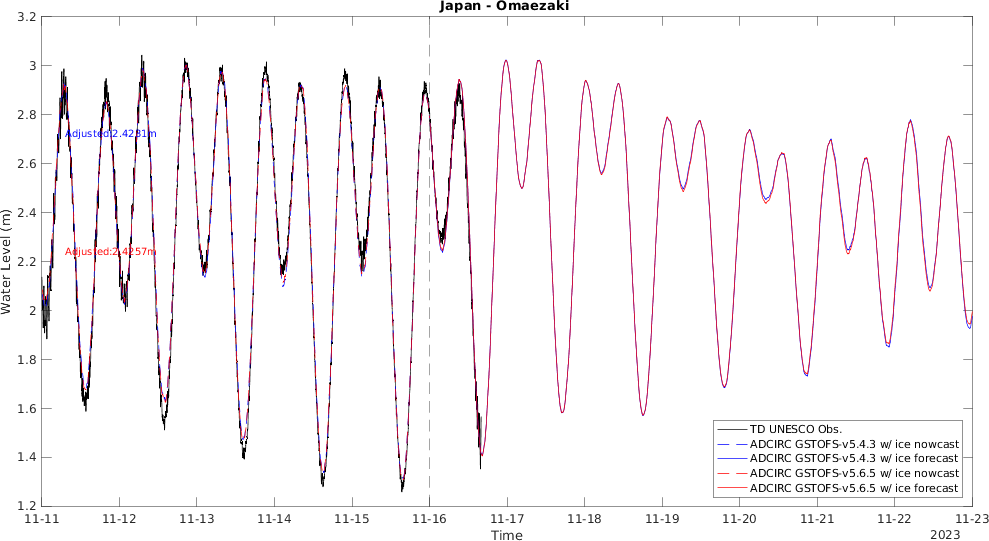 Japan - Omaezaki
Water Level (m)
3.2
3
2.8
2.6
2.4
2.2
2
1.8
1.6
1.4
1.2
Adjusted:2.4231m
Adjusted:2.4257m
TD UNESCO Obs.
ADCIRC GSTOFS-v5.4.3 w/ ice nowcast
ADCIRC GSTOFS-v5.4.3 w/ ice forecast
ADCIRC GSTOFS-v5.6.5 w/ ice nowcast
ADCIRC GSTOFS-v5.6.5 w/ ice forecast
11-11 11-12 11-13 11-14 11-15 11-16 11-17 11-18 11-19 11-20 11-21 11-22 11-23
Time
2023